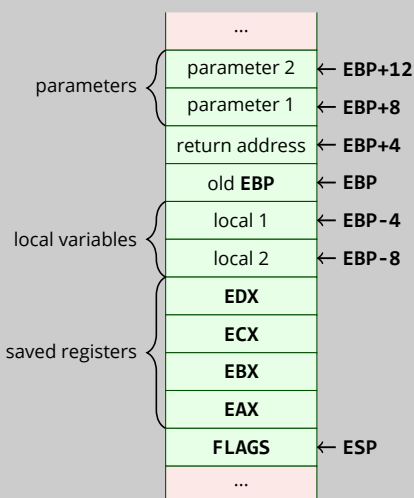 ...
parameter 2 ← EBP+12
parameters
parameter 1 ← EBP+8
return address ← EBP+4
old EBP ← EBP
local 1 ← EBP-4
local variables
local 2 ← EBP-8
EDX
ECX
saved registers
EBX
EAX
FLAGS ← ESP
...